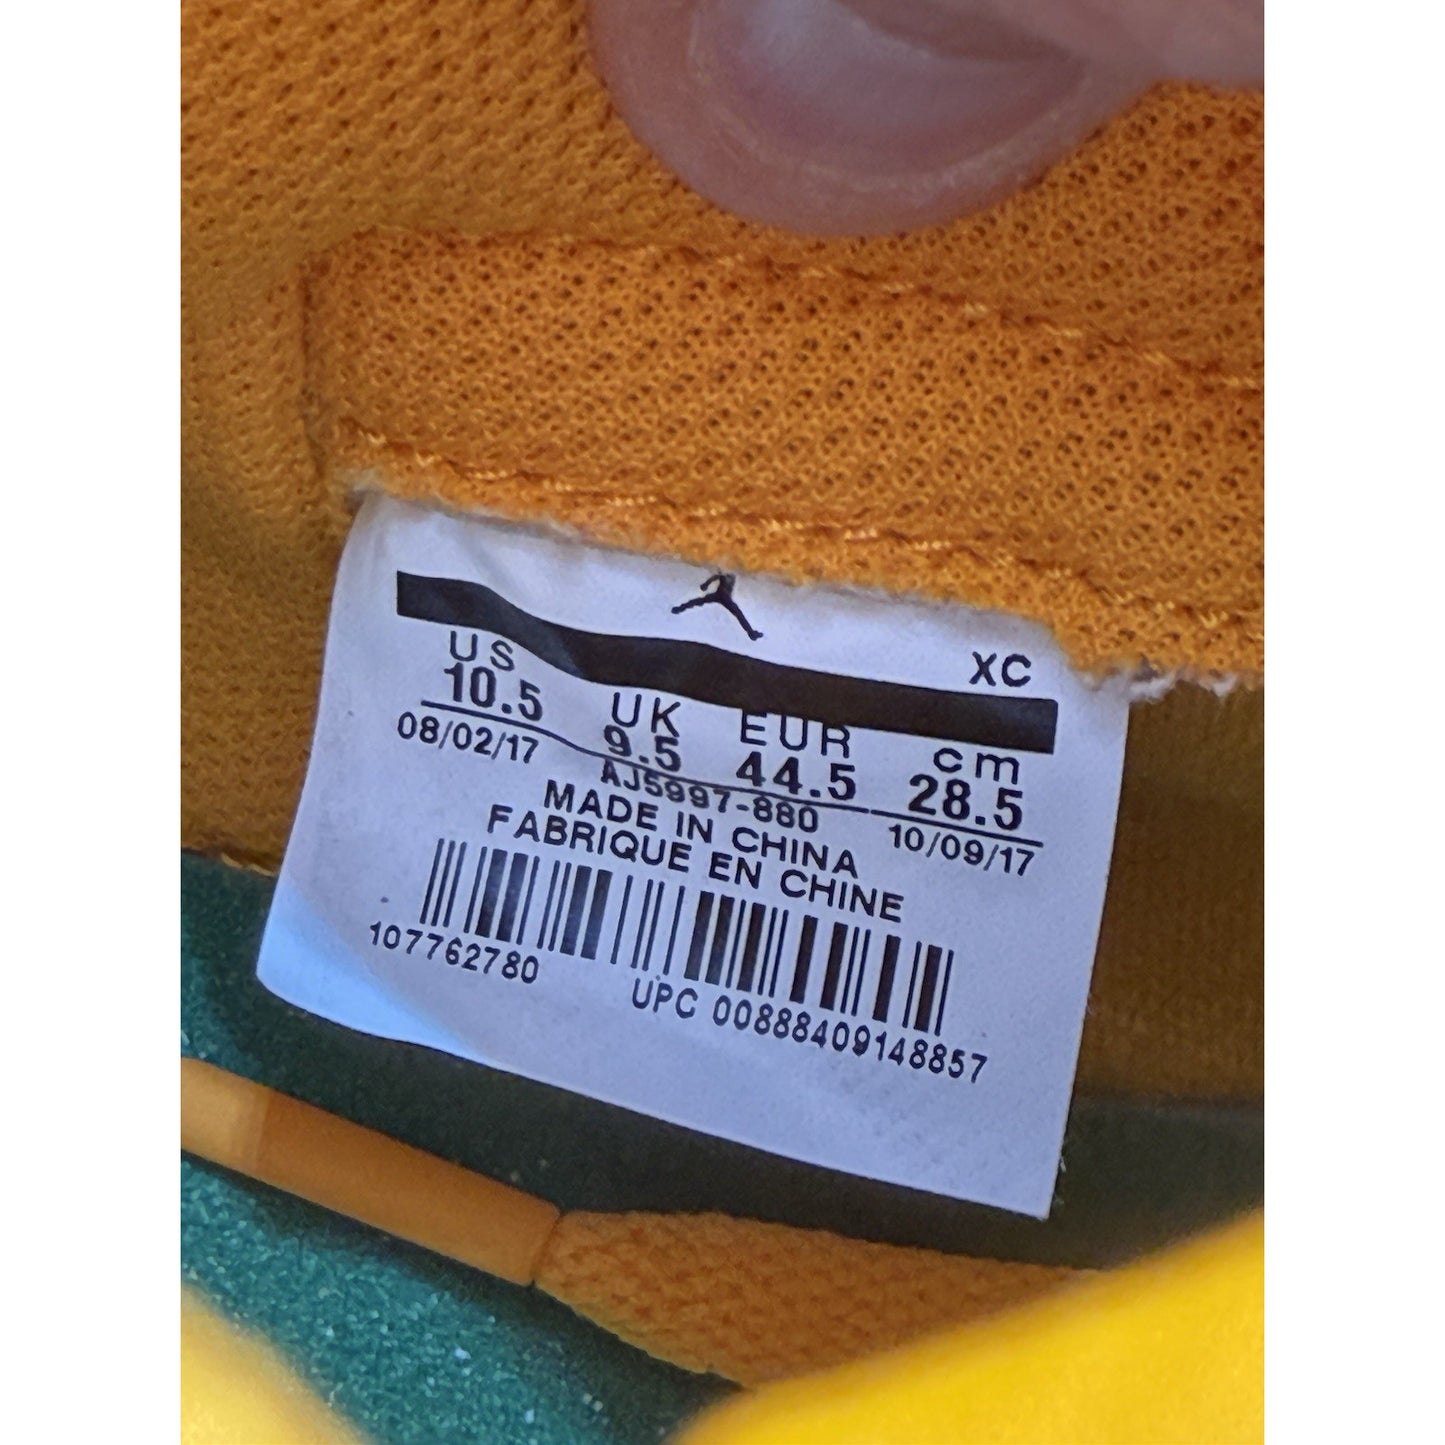 XC
US UK EUR cm
10.5 9.5 44.5 28.5
08/02/17 AJ5997-880 10/09/17
MADE IN CHINA
FABRIQUE EN CHINE
107762780
UPC 00888409148857